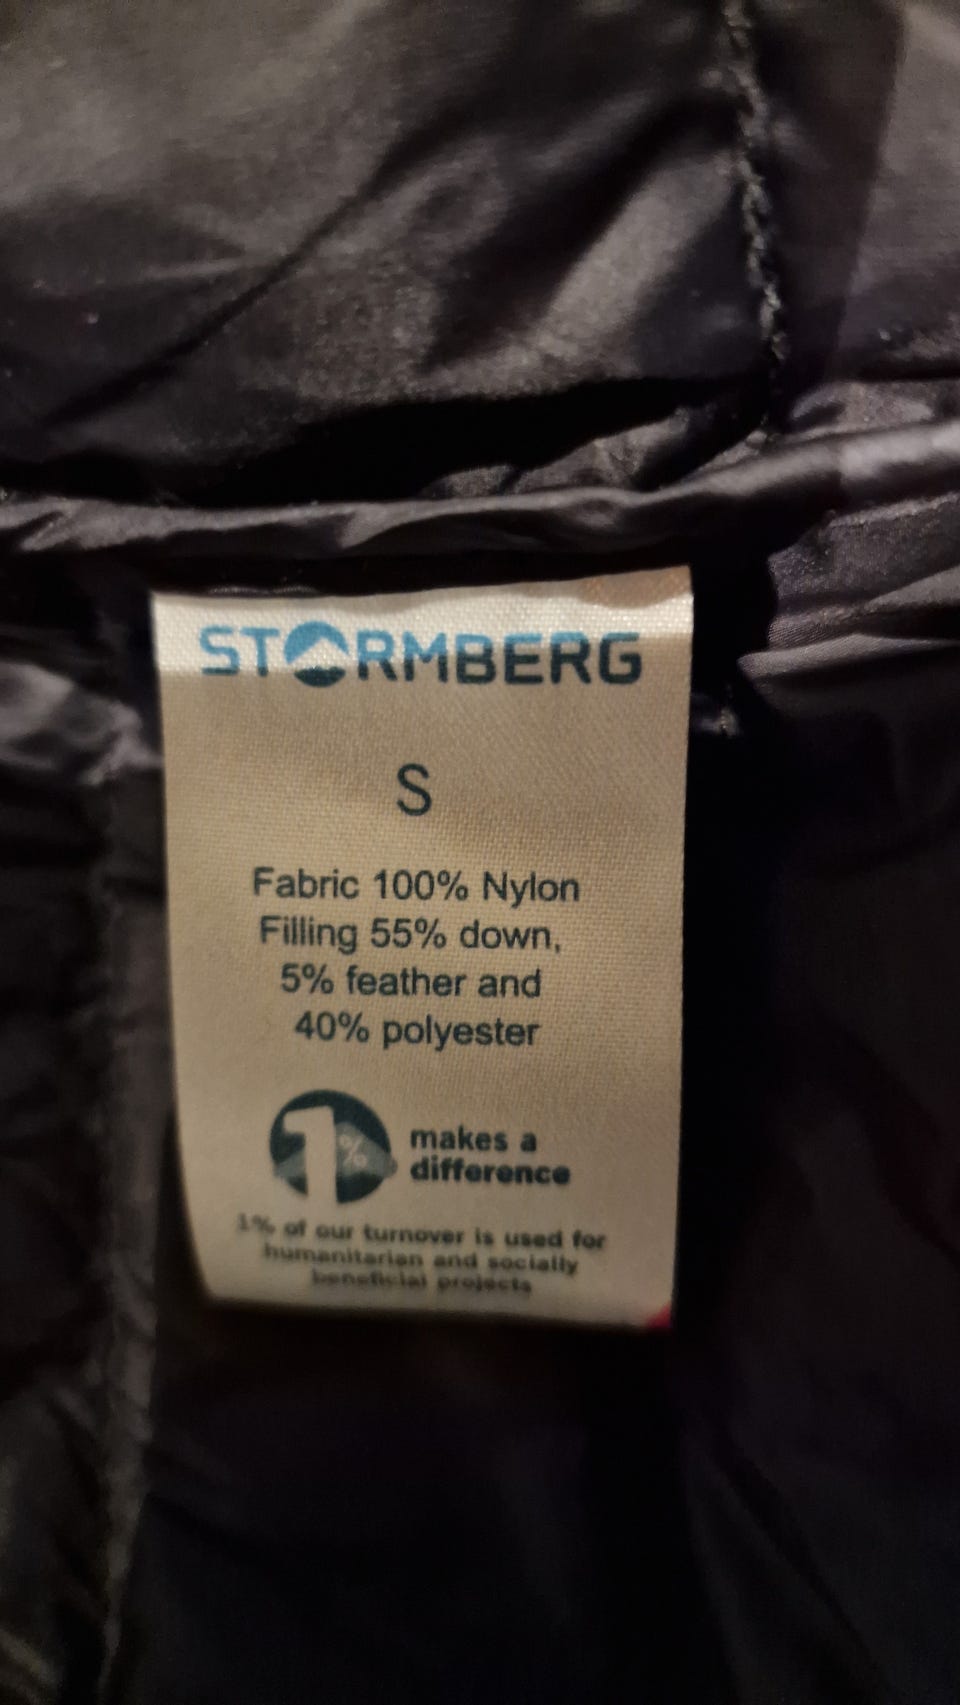 STORMBERG
S
Fabric 100% Nylon
Filling 55% down,
5% feather and
40% polyester
1%
makes a
difference
1% of our turnover is used for
humanitarian and socially
beneficial projects